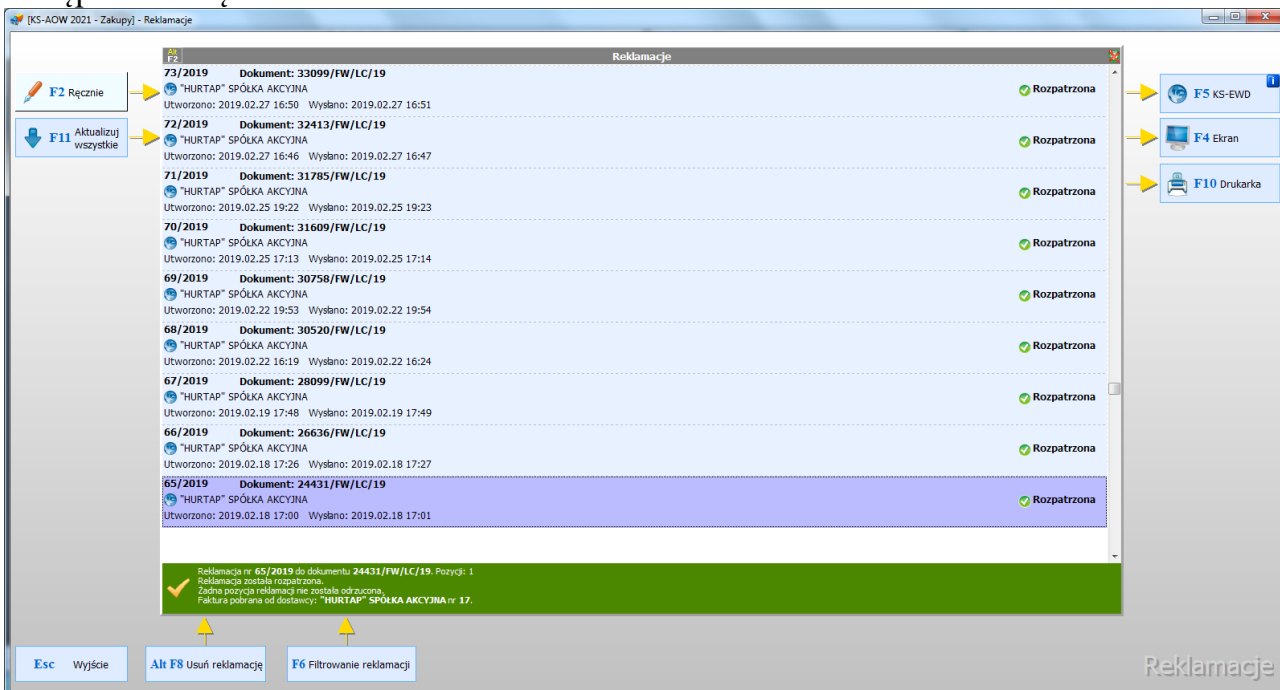 [KS-AOW 2021 - Zakupy] - Reklamacje
Alt F2
Reklamacje
F2 Ręcznie
F11 Aktualizuj wszystkie
73/2019 Dokument: 33099/FW/LC/19
"HURTAP" SPÓŁKA AKCYJNA
Rozpatrzona
Utworzono: 2019.02.27 16:50 Wysłano: 2019.02.27 16:51
72/2019 Dokument: 32413/FW/LC/19
"HURTAP" SPÓŁKA AKCYJNA
Rozpatrzona
Utworzono: 2019.02.27 16:46 Wysłano: 2019.02.27 16:47
71/2019 Dokument: 31785/FW/LC/19
"HURTAP" SPÓŁKA AKCYJNA
Rozpatrzona
Utworzono: 2019.02.25 19:22 Wysłano: 2019.02.25 19:23
70/2019 Dokument: 31609/FW/LC/19
"HURTAP" SPÓŁKA AKCYJNA
Rozpatrzona
Utworzono: 2019.02.25 17:13 Wysłano: 2019.02.25 17:14
69/2019 Dokument: 30758/FW/LC/19
"HURTAP" SPÓŁKA AKCYJNA
Rozpatrzona
Utworzono: 2019.02.22 19:53 Wysłano: 2019.02.22 19:54
68/2019 Dokument: 30520/FW/LC/19
"HURTAP" SPÓŁKA AKCYJNA
Rozpatrzona
Utworzono: 2019.02.22 16:19 Wysłano: 2019.02.22 16:24
67/2019 Dokument: 28099/FW/LC/19
"HURTAP" SPÓŁKA AKCYJNA
Rozpatrzona
Utworzono: 2019.02.19 17:48 Wysłano: 2019.02.19 17:49
66/2019 Dokument: 26636/FW/LC/19
"HURTAP" SPÓŁKA AKCYJNA
Rozpatrzona
Utworzono: 2019.02.18 17:26 Wysłano: 2019.02.18 17:27
65/2019 Dokument: 24431/FW/LC/19
"HURTAP" SPÓŁKA AKCYJNA
Rozpatrzona
Utworzono: 2019.02.18 17:00 Wysłano: 2019.02.18 17:01
Reklamacja nr 65/2019 do dokumentu 24431/FW/LC/19. Pozycji: 1
Reklamacja została rozpatrzona.
Żadna pozycja reklamacji nie została odrzucona.
Faktura pobrana od dostawcy: "HURTAP" SPÓŁKA AKCYJNA nr 17.
F5 KS-EWD
F4 Ekran
F10 Drukarka
Esc Wyjście
Alt F8 Usuń reklamację
F6 Filtrowanie reklamacji
Reklamacje